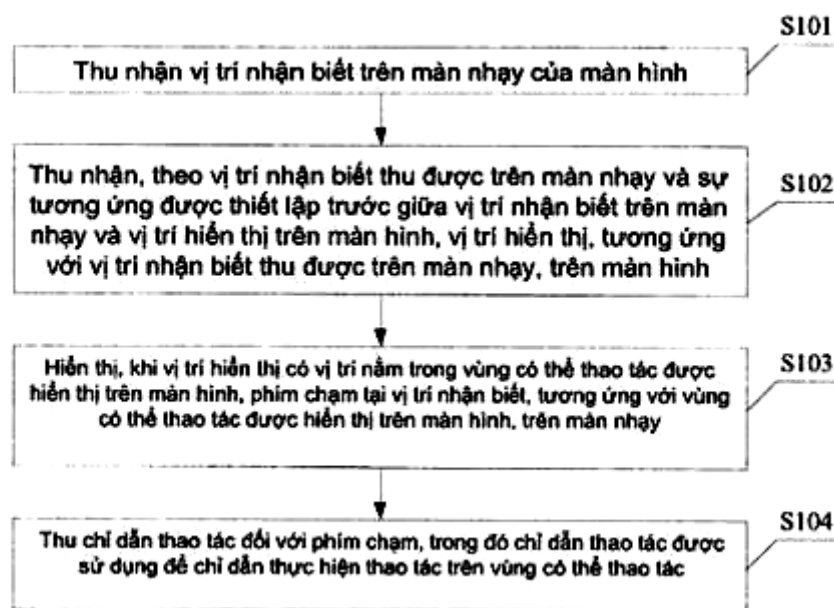 S101
Thu nhận vị trí nhận biết trên màn nhạy của màn hình
S102
Thu nhận, theo vị trí nhận biết thu được trên màn nhạy và sự
tương ứng được thiết lập trước giữa vị trí nhận biết trên màn
nhạy và vị trí hiển thị trên màn hình, vị trí hiển thị, tương ứng
với vị trí nhận biết thu được trên màn nhạy, trên màn hình
S103
Hiển thị, khi vị trí hiển thị có vị trí nằm trong vùng có thể thao tác được
hiển thị trên màn hình, phím chạm tại vị trí nhận biết, tương ứng với vùng
có thể thao tác được hiển thị trên màn hình, trên màn nhạy
S104
Thu chỉ dẫn thao tác đối với phím chạm, trong đó chỉ dẫn thao tác được
sử dụng để chỉ dẫn thực hiện thao tác trên vùng có thể thao tác